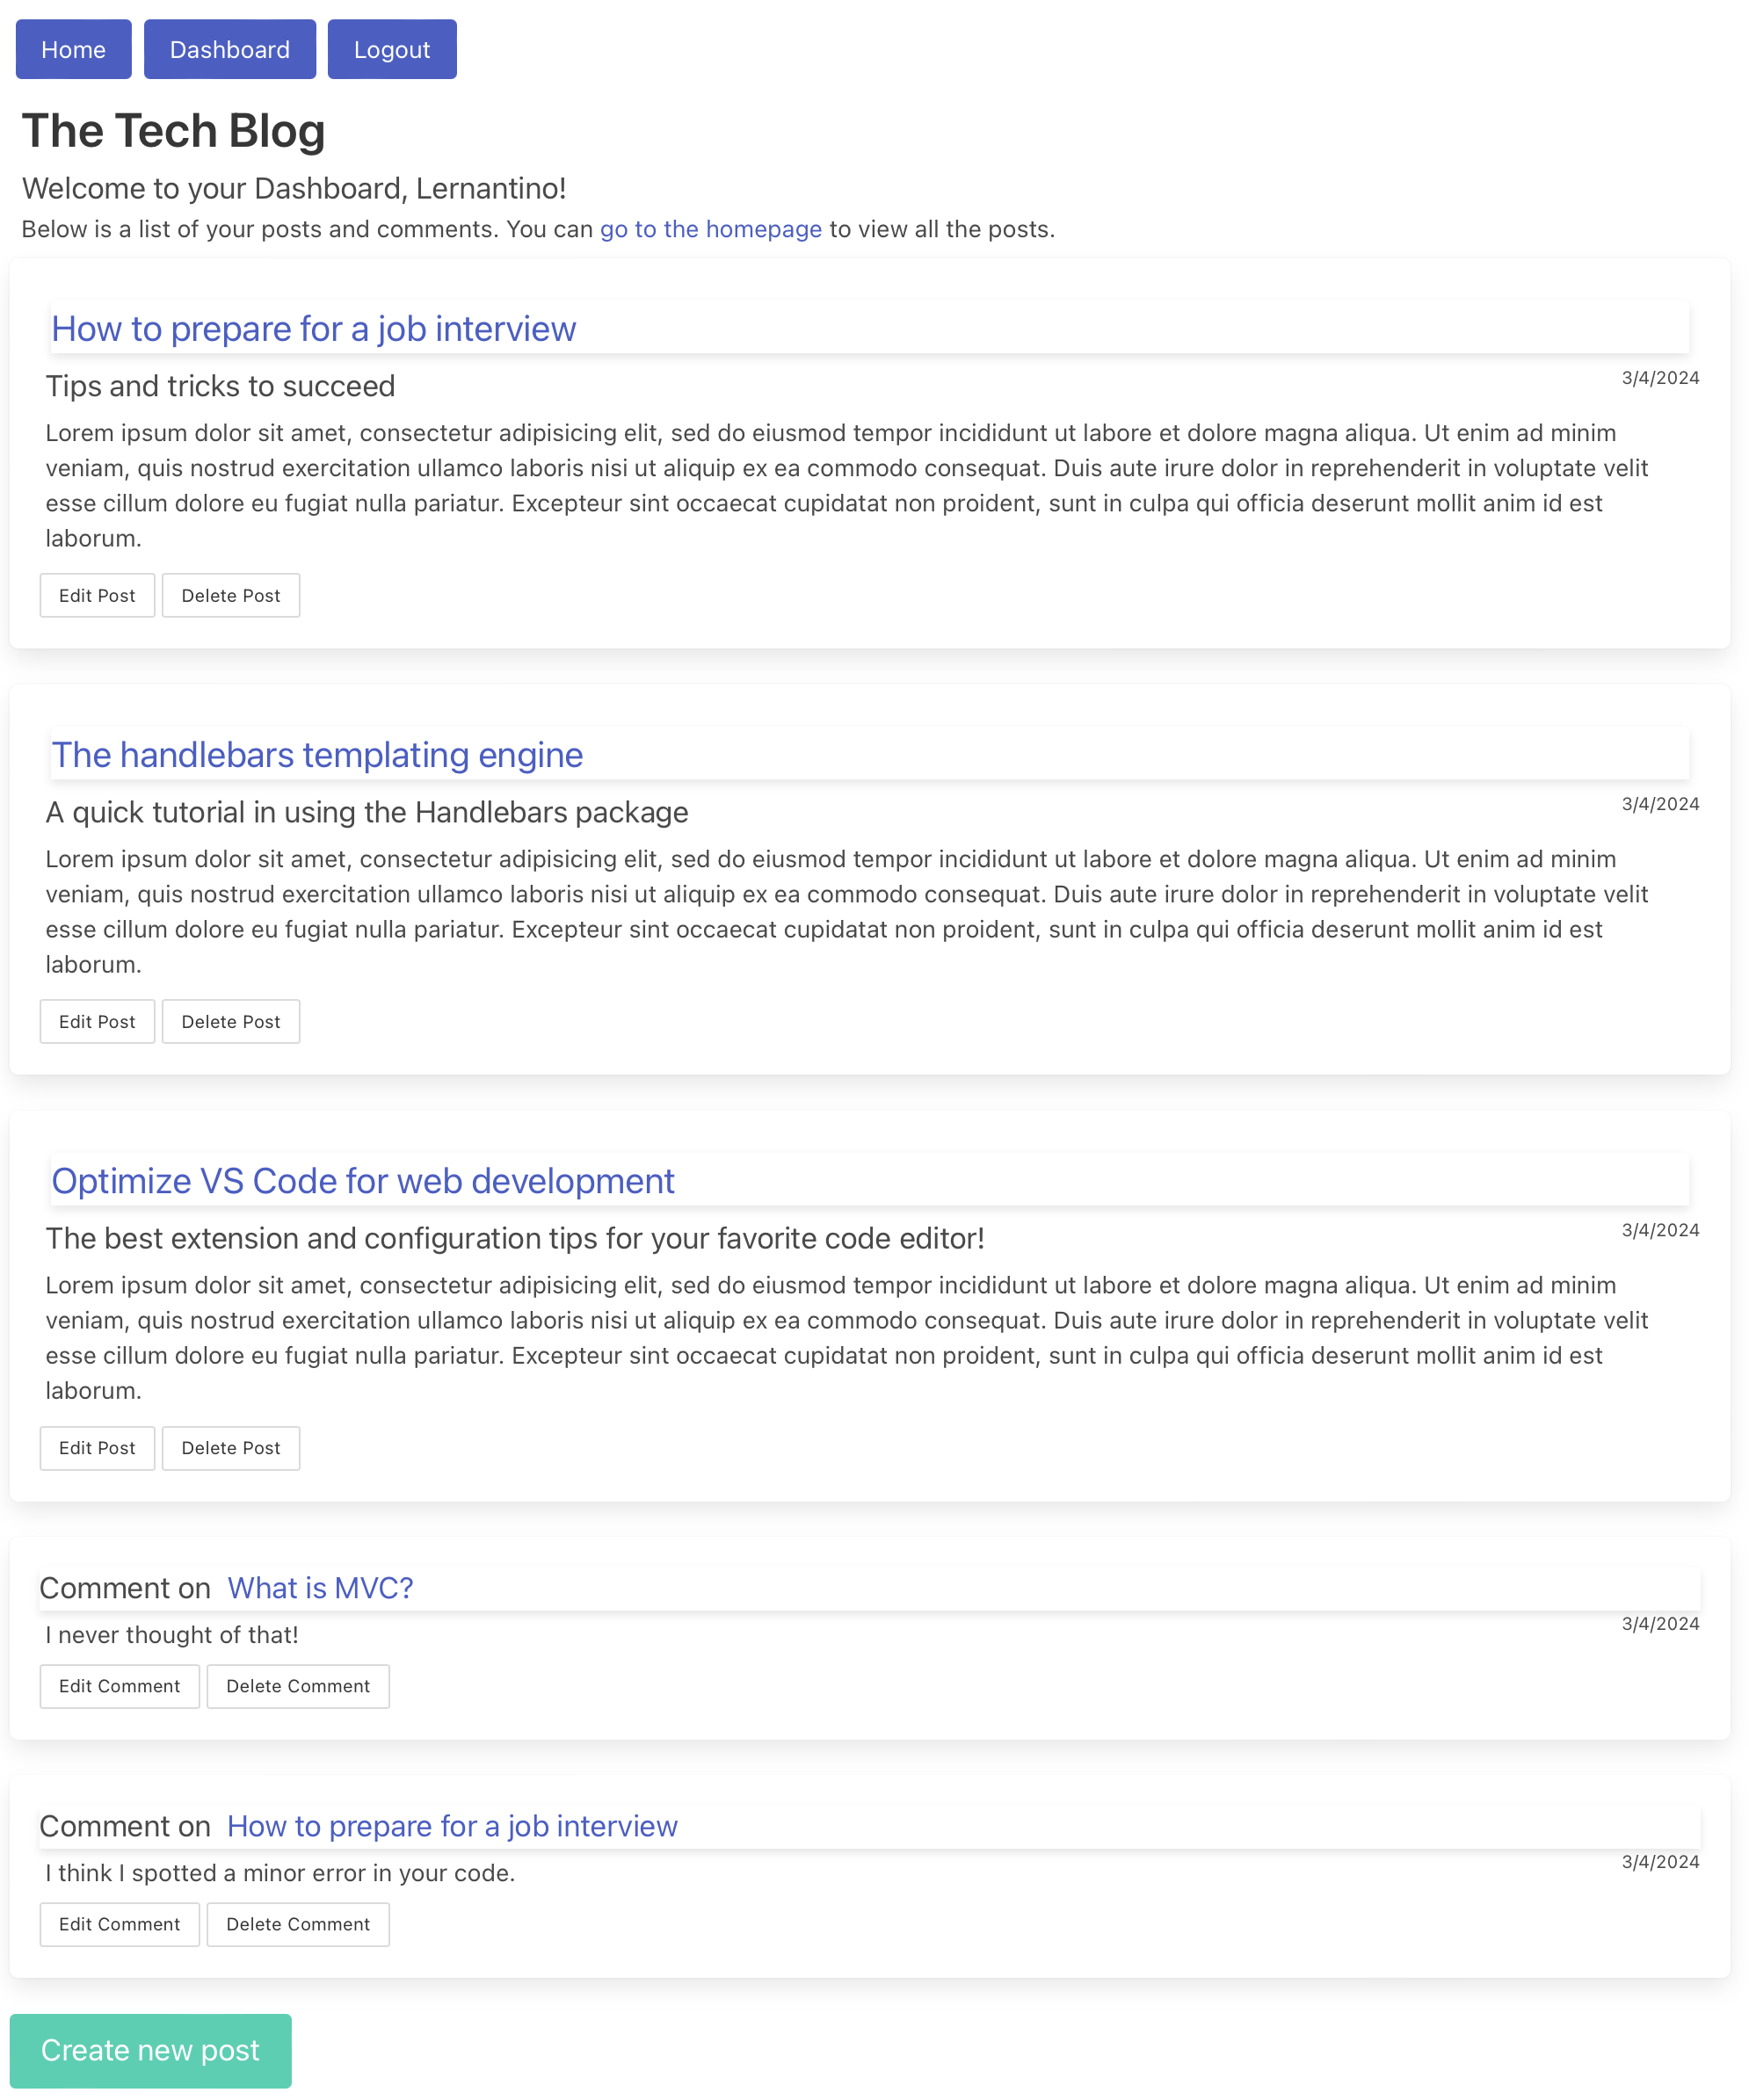 Home Dashboard Logout
The Tech Blog
Welcome to your Dashboard, Lernantino!
Below is a list of your posts and comments. You can go to the homepage to view all the posts.
How to prepare for a job interview
Tips and tricks to succeed 3/4/2024
Lorem ipsum dolor sit amet, consectetur adipisicing elit, sed do eiusmod tempor incididunt ut labore et dolore magna aliqua. Ut enim ad minim
veniam, quis nostrud exercitation ullamco laboris nisi ut aliquip ex ea commodo consequat. Duis aute irure dolor in reprehenderit in voluptate velit
esse cillum dolore eu fugiat nulla pariatur. Excepteur sint occaecat cupidatat non proident, sunt in culpa qui officia deserunt mollit anim id est
laborum.
Edit Post Delete Post
The handlebars templating engine
A quick tutorial in using the Handlebars package 3/4/2024
Lorem ipsum dolor sit amet, consectetur adipisicing elit, sed do eiusmod tempor incididunt ut labore et dolore magna aliqua. Ut enim ad minim
veniam, quis nostrud exercitation ullamco laboris nisi ut aliquip ex ea commodo consequat. Duis aute irure dolor in reprehenderit in voluptate velit
esse cillum dolore eu fugiat nulla pariatur. Excepteur sint occaecat cupidatat non proident, sunt in culpa qui officia deserunt mollit anim id est
laborum.
Edit Post Delete Post
Optimize VS Code for web development
The best extension and configuration tips for your favorite code editor! 3/4/2024
Lorem ipsum dolor sit amet, consectetur adipisicing elit, sed do eiusmod tempor incididunt ut labore et dolore magna aliqua. Ut enim ad minim
veniam, quis nostrud exercitation ullamco laboris nisi ut aliquip ex ea commodo consequat. Duis aute irure dolor in reprehenderit in voluptate velit
esse cillum dolore eu fugiat nulla pariatur. Excepteur sint occaecat cupidatat non proident, sunt in culpa qui officia deserunt mollit anim id est
laborum.
Edit Post Delete Post
Comment on What is MVC?
I never thought of that! 3/4/2024
Edit Comment Delete Comment
Comment on How to prepare for a job interview
I think I spotted a minor error in your code. 3/4/2024
Edit Comment Delete Comment
Create new post